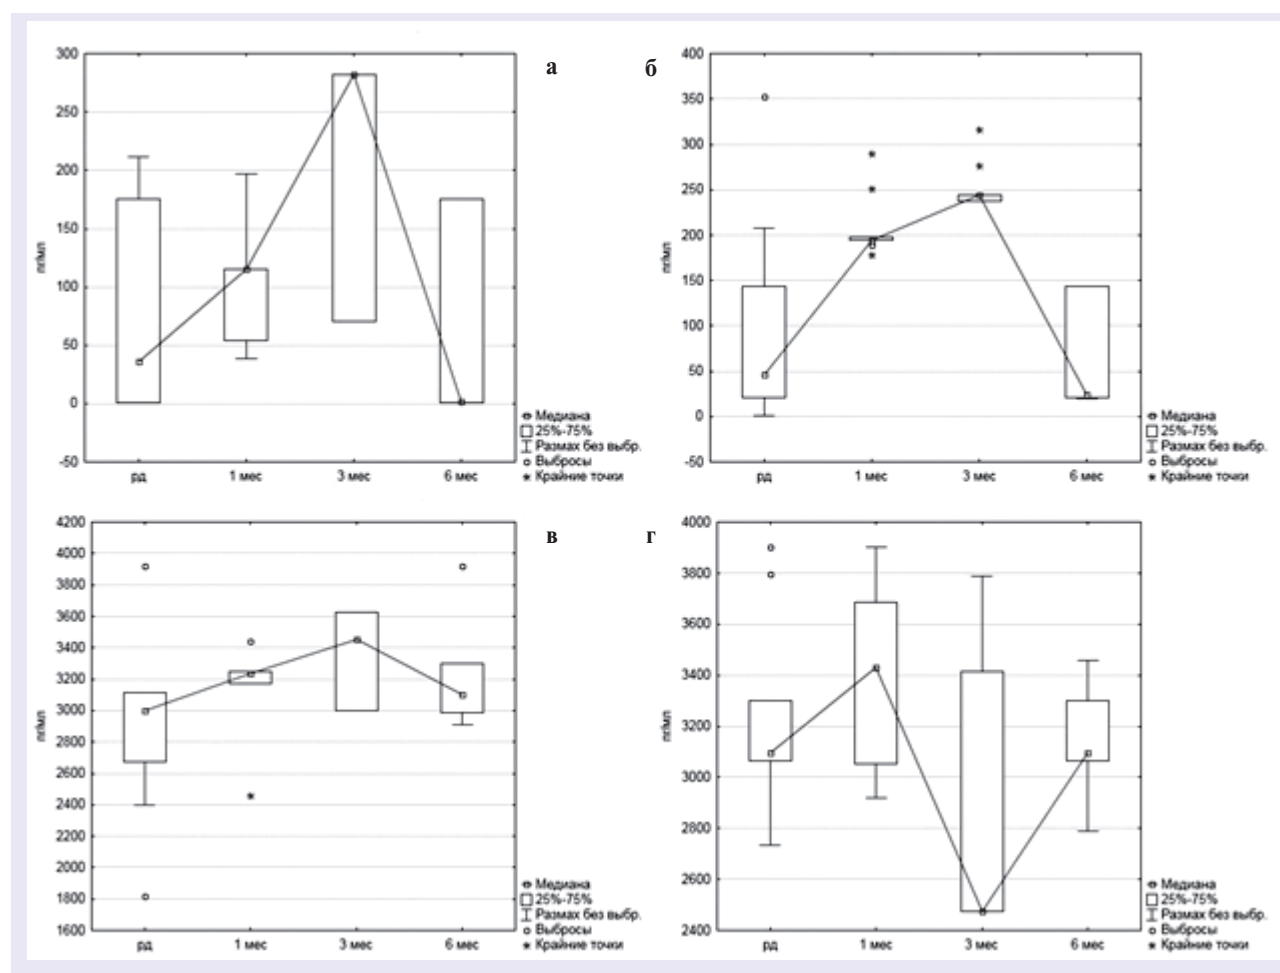 300
250
200
150
100
50
0
-50
пг/мл
рд 1 мес 3 мес 6 мес
Медиана
25%-75%
Размах без выбр.
Выбросы
Крайние точки
а
б
400
350
300
250
200
150
100
50
0
-50
пг/мл
рд 1 мес 3 мес 6 мес
Медиана
25%-75%
Размах без выбр.
Выбросы
Крайние точки
4200
4000
3800
3600
3400
3200
3000
2800
2600
2400
2200
2000
1800
1600
пг/мл
рд 1 мес 3 мес 6 мес
Медиана
25%-75%
Размах без выбр.
Выбросы
Крайние точки
в
г
4000
3800
3600
3400
3200
3000
2800
2600
2400
пг/мл
рд 1 мес 3 мес 6 мес
Медиана
25%-75%
Размах без выбр.
Выбросы
Крайние точки